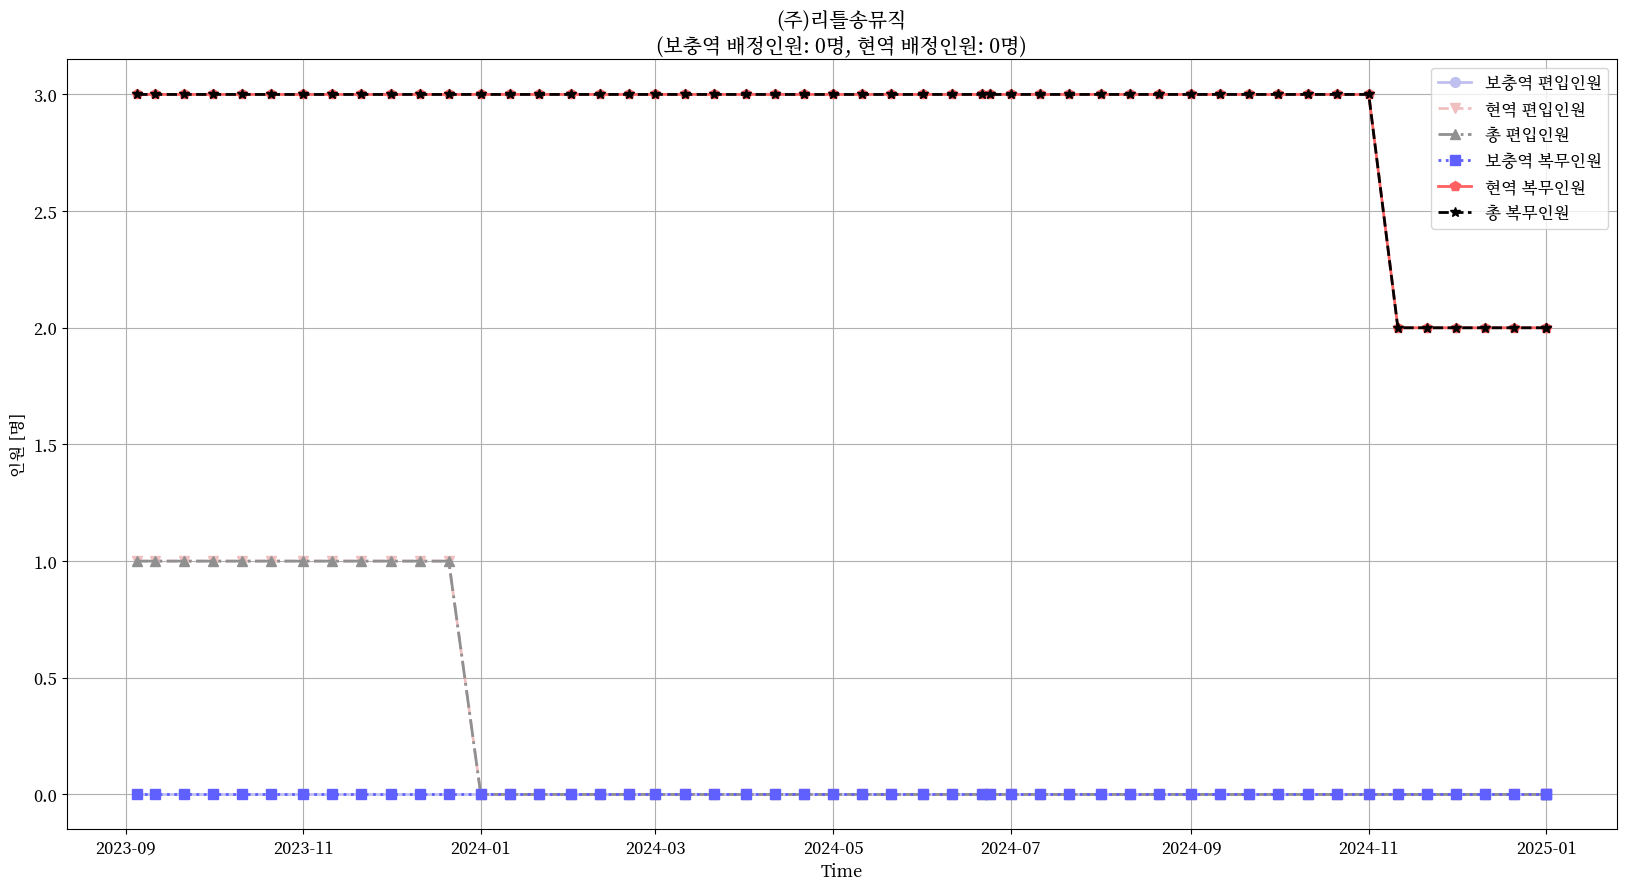 (주)리틀송뮤직
(보충역 배정인원: 0명, 현역 배정인원: 0명)
보충역 편입인원
현역 편입인원
총 편입인원
보충역 복무인원
현역 복무인원
총 복무인원
인원 [명]
3.0
2.5
2.0
1.5
1.0
0.5
0.0
2023-09
2023-11
2024-01
2024-03
2024-05
2024-07
2024-09
2024-11
2025-01
Time